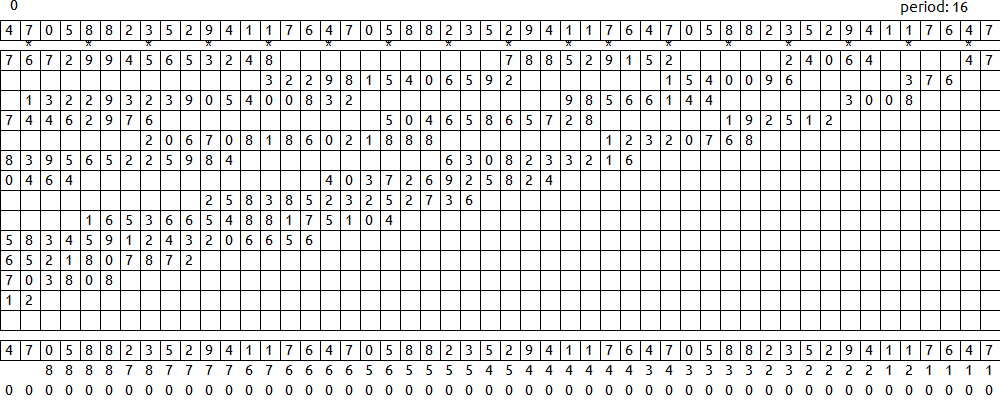 0 period: 16
4 7 0 5 8 8 2 3 5 2 9 4 1 1 7 6 4 7 0 5 8 8 2 3 5 2 9 4 1 1 7 6 4 7 0 5 8 8 2 3 5 2 9 4 1 1 7 6 4 7
* * * * * * * * * * * * * * * * *
7 6 7 2 9 9 4 5 6 5 3 2 4 8 7 8 8 5 2 9 1 5 2 2 4 0 6 4 4 7
3 2 2 9 8 1 5 4 0 6 5 9 2 1 5 4 0 0 9 6 3 7 6
1 3 2 2 9 3 2 3 9 0 5 4 0 0 8 3 2 9 8 5 6 6 1 4 4 3 0 0 8
7 4 4 6 2 9 7 6 5 0 4 6 5 8 6 5 7 2 8 1 9 2 5 1 2
2 0 6 7 0 8 1 8 6 0 2 1 8 8 8 1 2 3 2 0 7 6 8
8 3 9 5 6 5 2 2 5 9 8 4 6 3 0 8 2 3 3 2 1 6
0 4 6 4 4 0 3 7 2 6 9 2 5 8 2 4
2 5 8 3 8 5 2 3 2 5 2 7 3 6
1 6 5 3 6 6 5 4 8 8 1 7 5 1 0 4
5 8 3 4 5 9 1 2 4 3 2 0 6 6 5 6
6 5 2 1 8 0 7 8 7 2
7 0 3 8 0 8
1 2
4 7 0 5 8 8 2 3 5 2 9 4 1 1 7 6 4 7 0 5 8 8 2 3 5 2 9 4 1 1 7 6 4 7 0 5 8 8 2 3 5 2 9 4 1 1 7 6 4 7
8 8 8 8 7 8 7 7 7 7 6 7 6 6 6 6 5 6 5 5 5 5 4 5 4 4 4 4 4 4 3 4 3 3 3 3 2 3 2 2 2 2 1 2 1 1 1 1
0 0 0 0 0 0 0 0 0 0 0 0 0 0 0 0 0 0 0 0 0 0 0 0 0 0 0 0 0 0 0 0 0 0 0 0 0 0 0 0 0 0 0 0 0 0 0 0 0 0